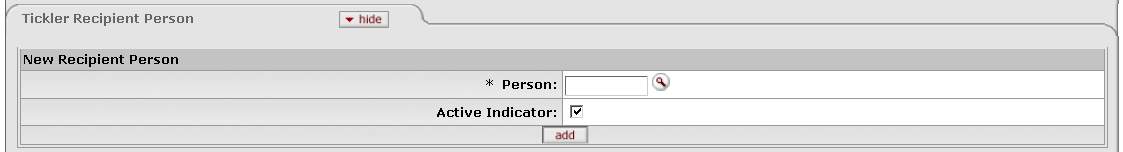 Tickler Recipient Person hide
New Recipient Person
* Person:
Active Indicator:
add